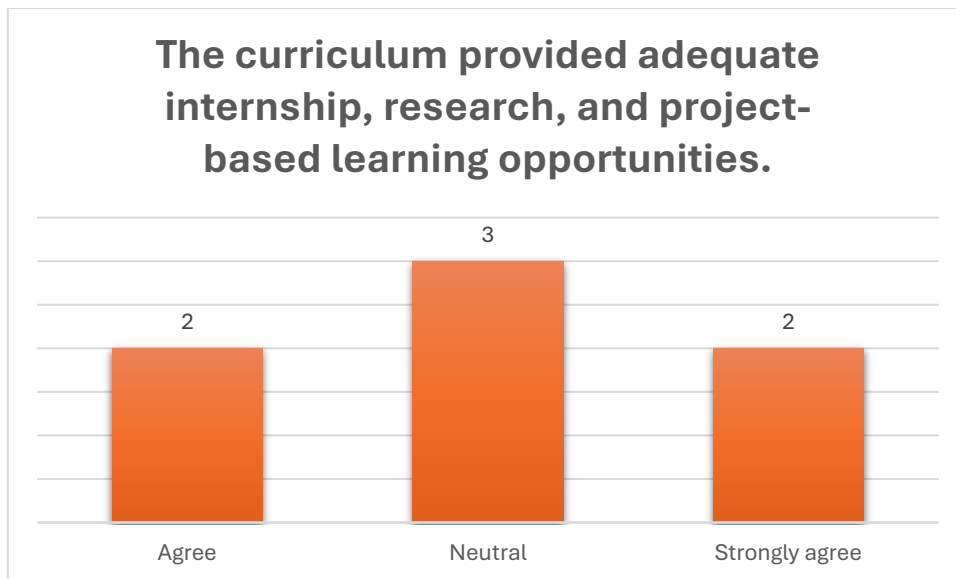 The curriculum provided adequate
internship, research, and project-
based learning opportunities.
3
2
2
Agree
Neutral
Strongly agree